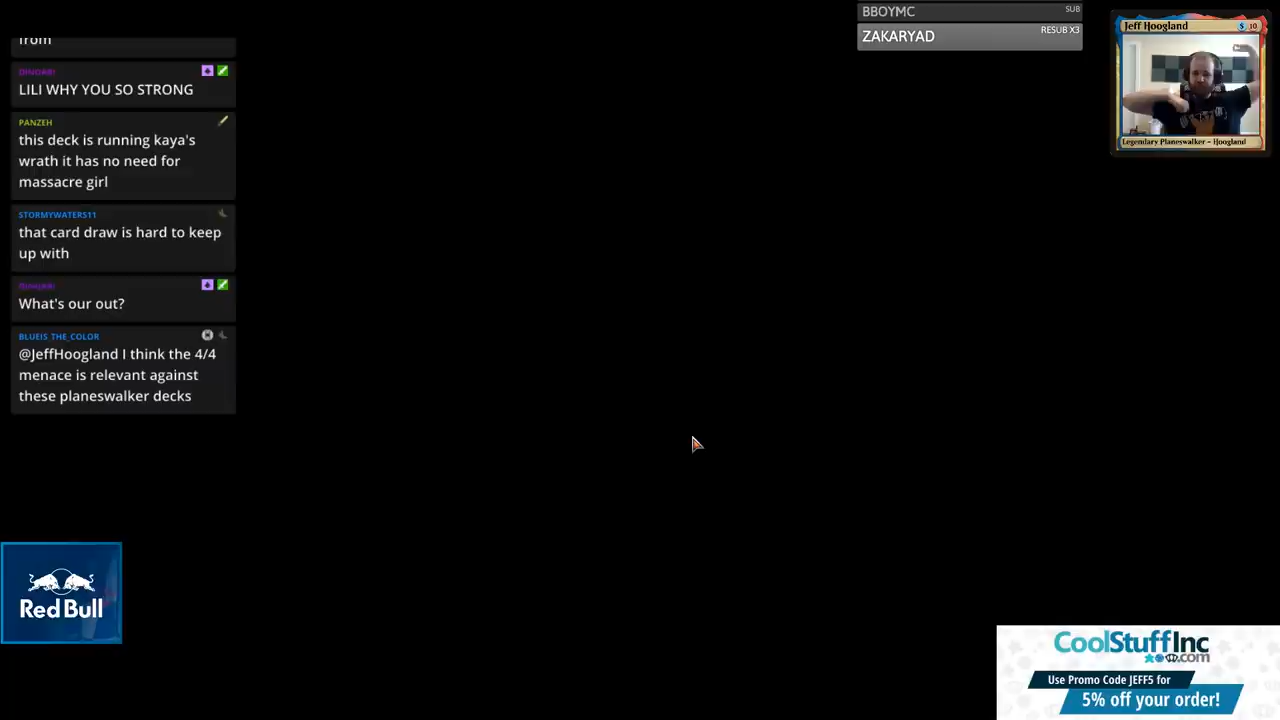 from
LILI WHY YOU SO STRONG
PANZEH
this deck is running kaya's
wrath it has no need for
massacre girl
STORMYWATERS11
that card draw is hard to keep
up with
What's our out?
BLUEIS THE_COLOR
@JeffHoogland I think the 4/4
menace is relevant against
these planeswalker decks
BBOYMC
SUB
ZAKARYAD
RESUB X3
Jeff Hoogland
10
Legendary Planeswalker - Hoogland
Red Bull
CoolStuffInc
.com
Use Promo Code JEFF5 for
5% off your order!